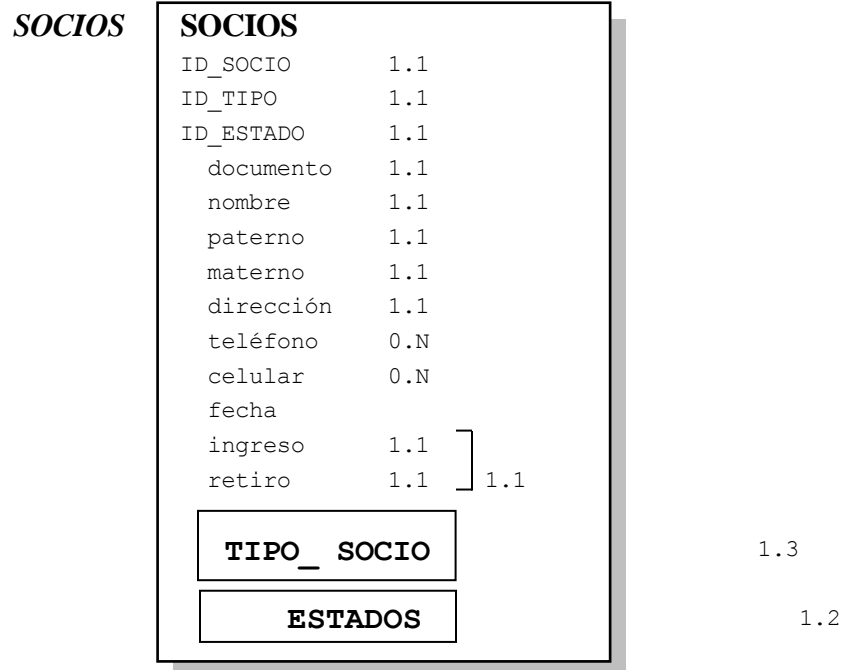 SOCIOS SOCIOS
ID_SOCIO 1.1
ID_TIPO 1.1
ID_ESTADO 1.1
documento 1.1
nombre 1.1
paterno 1.1
materno 1.1
dirección 1.1
teléfono 0.N
celular 0.N
fecha
ingreso 1.1
retiro 1.1 1.1
TIPO_ SOCIO 1.3
ESTADOS 1.2